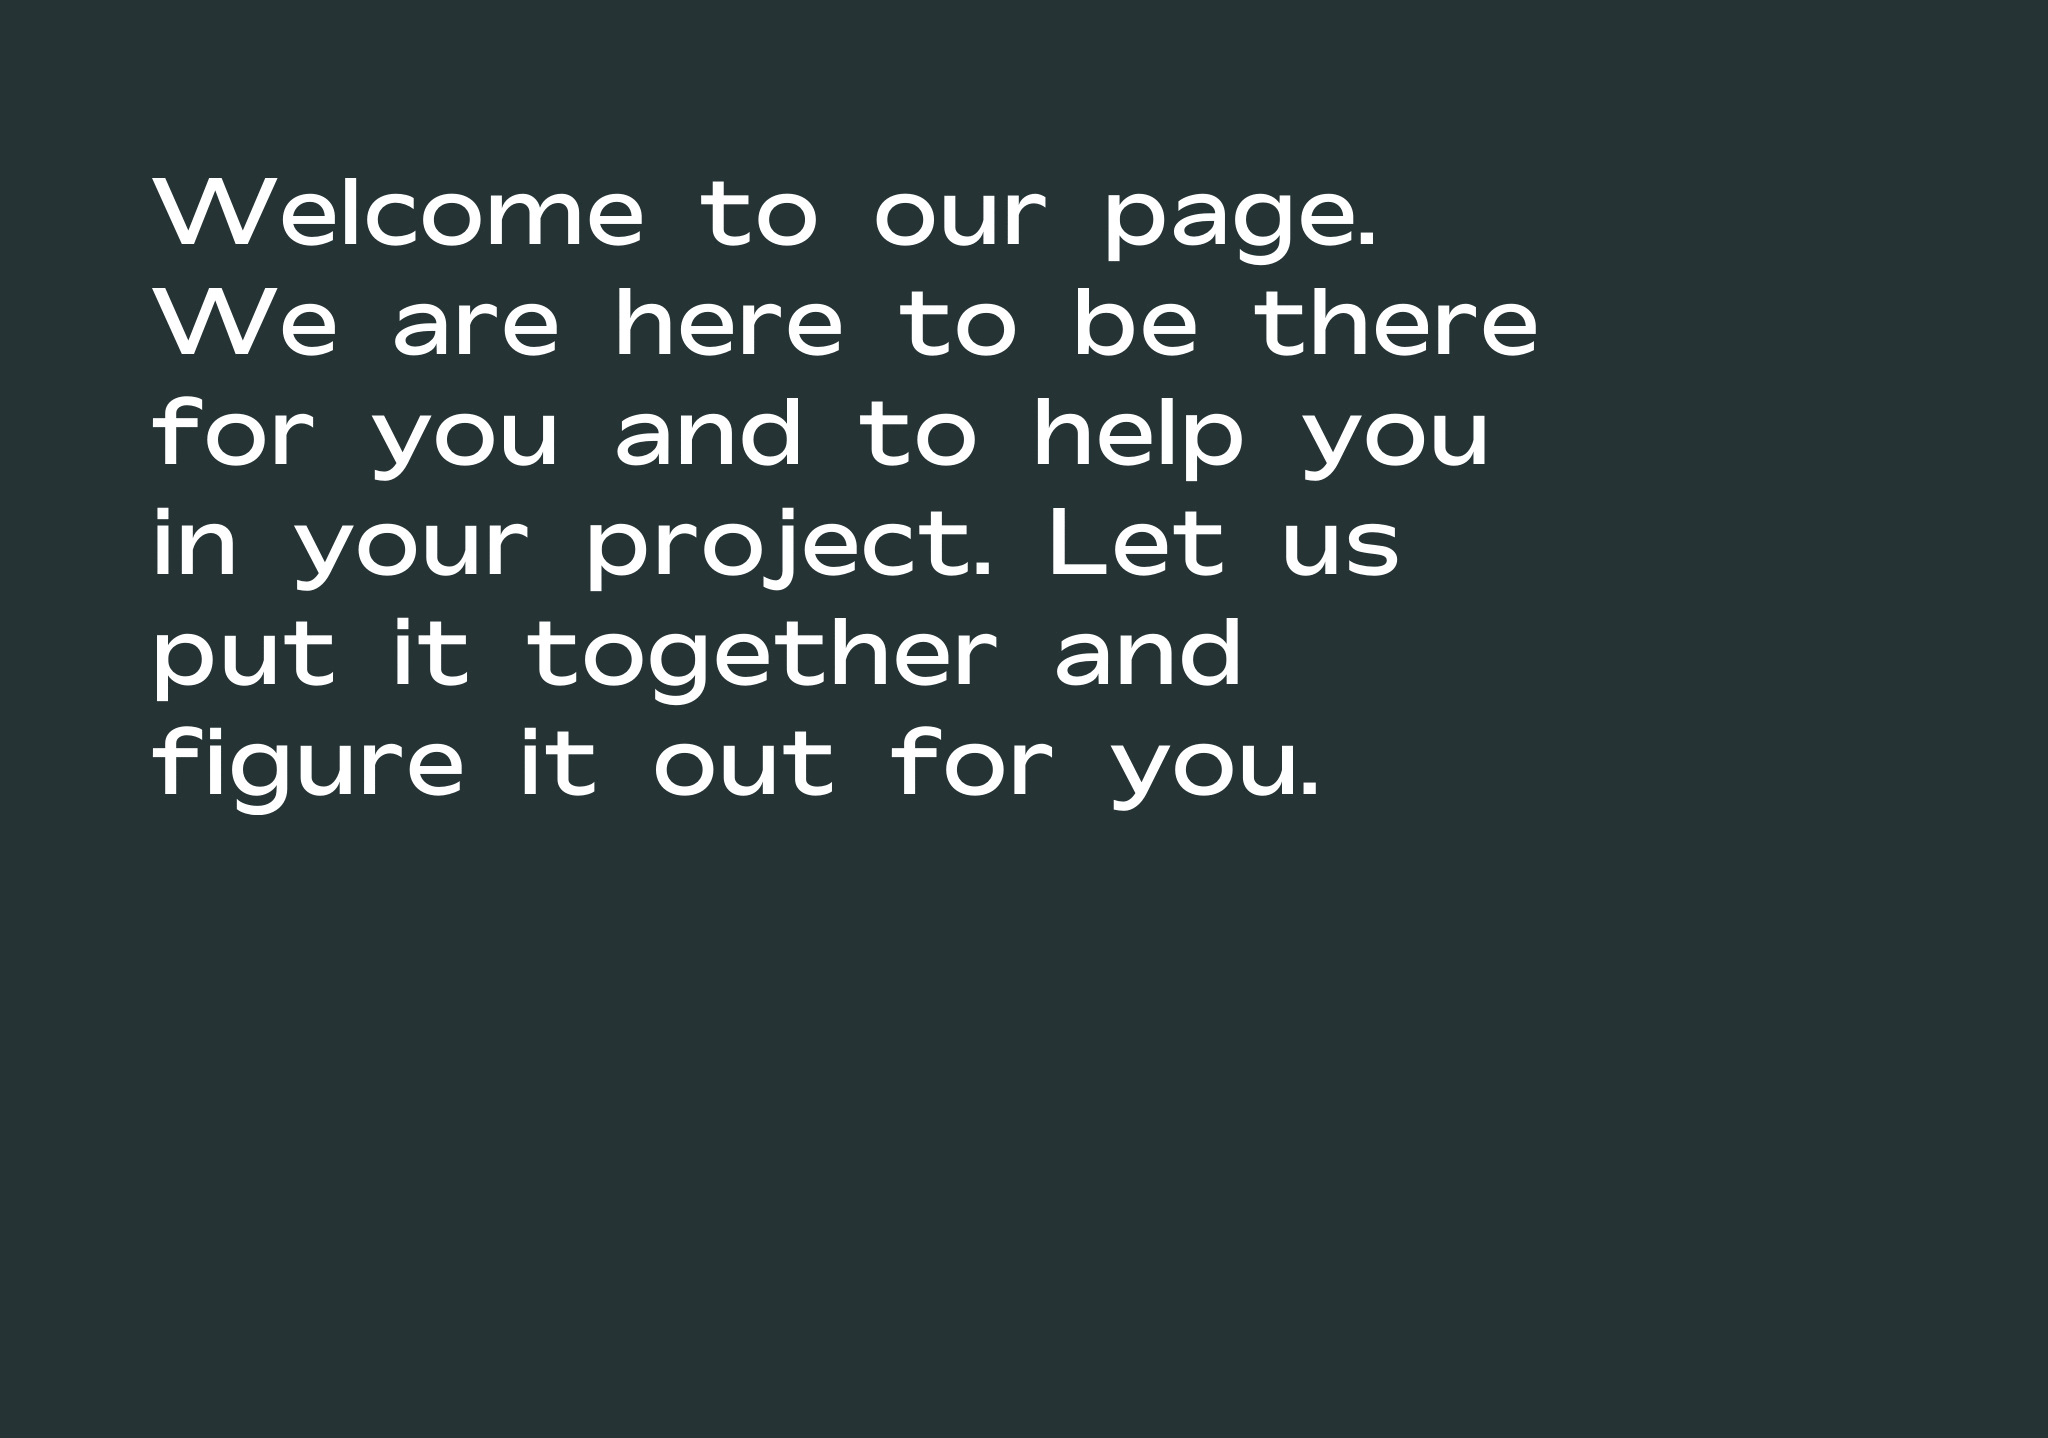 Welcome to our page.
We are here to be there
for you and to help you
in your project. Let us
put it together and
figure it out for you.